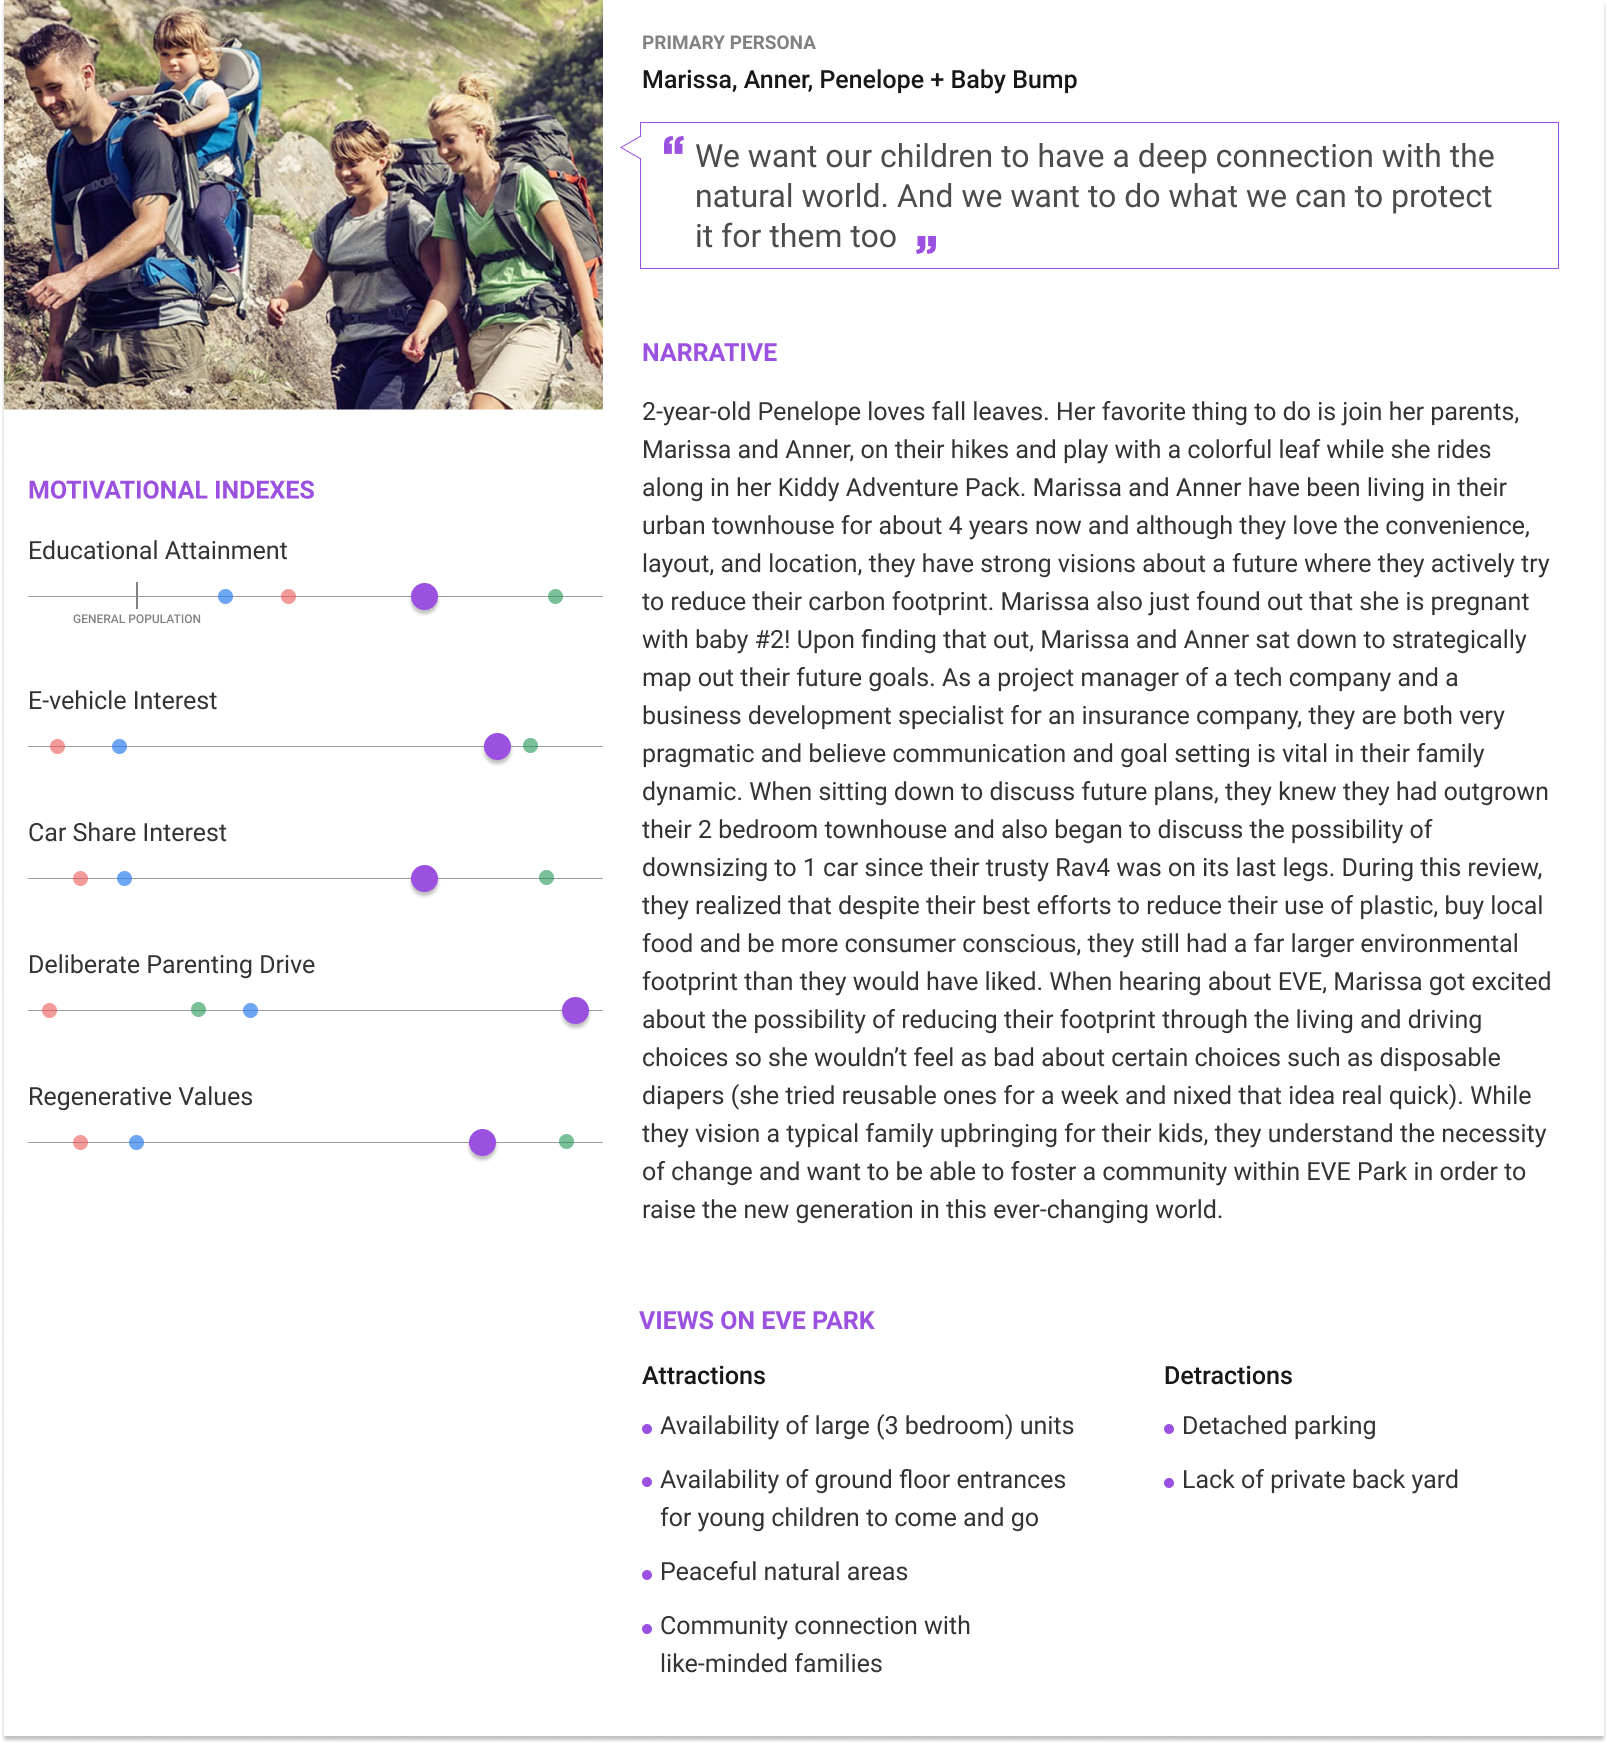 PRIMARY PERSONA
Marissa, Anner, Penelope + Baby Bump
“ We want our children to have a deep connection with the
natural world. And we want to do what we can to protect
it for them too ”
MOTIVATIONAL INDEXES
Educational Attainment
GENERAL POPULATION
E-vehicle Interest
Car Share Interest
Deliberate Parenting Drive
Regenerative Values
NARRATIVE
2-year-old Penelope loves fall leaves. Her favorite thing to do is join her parents,
Marissa and Anner, on their hikes and play with a colorful leaf while she rides
along in her Kiddy Adventure Pack. Marissa and Anner have been living in their
urban townhouse for about 4 years now and although they love the convenience,
layout, and location, they have strong visions about a future where they actively try
to reduce their carbon footprint. Marissa also just found out that she is pregnant
with baby #2! Upon finding that out, Marissa and Anner sat down to strategically
map out their future goals. As a project manager of a tech company and a
business development specialist for an insurance company, they are both very
pragmatic and believe communication and goal setting is vital in their family
dynamic. When sitting down to discuss future plans, they knew they had outgrown
their 2 bedroom townhouse and also began to discuss the possibility of
downsizing to 1 car since their trusty Rav4 was on its last legs. During this review,
they realized that despite their best efforts to reduce their use of plastic, buy local
food and be more consumer conscious, they still had a far larger environmental
footprint than they would have liked. When hearing about EVE, Marissa got excited
about the possibility of reducing their footprint through the living and driving
choices so she wouldn’t feel as bad about certain choices such as disposable
diapers (she tried reusable ones for a week and nixed that idea real quick). While
they vision a typical family upbringing for their kids, they understand the necessity
of change and want to be able to foster a community within EVE Park in order to
raise the new generation in this ever-changing world.
VIEWS ON EVE PARK
Attractions
Availability of large (3 bedroom) units
Availability of ground floor entrances
for young children to come and go
Peaceful natural areas
Community connection with
like-minded families
Detractions
Detached parking
Lack of private back yard